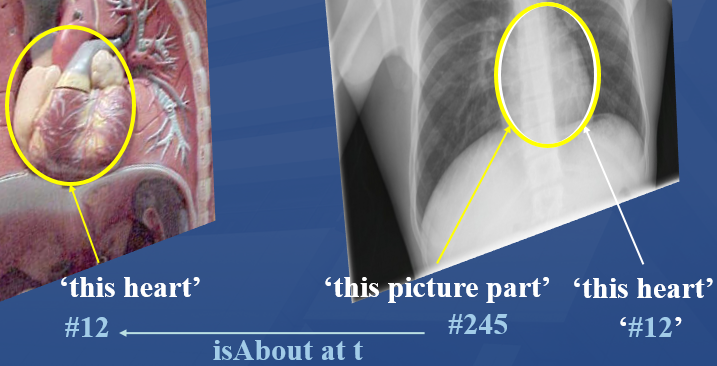 ‘this heart’ ‘this picture part’ ‘this heart’
#12 #245 ‘#12’
isAbout at t